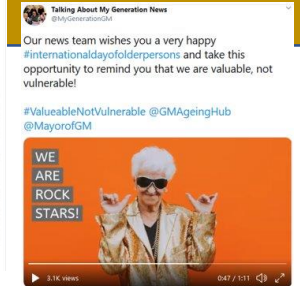 Talking About My Generation News
@MyGenerationGM
Our news team wishes you a very happy
#internationaldayofolderpersons and take this
opportunity to remind you that we are valuable, not
vulnerable!
#ValueableNotVulnerable @GMAgeingHub
@MayorofGM
WE
ARE
ROCK
STARS!
3.1K views
0:47 / 1:11